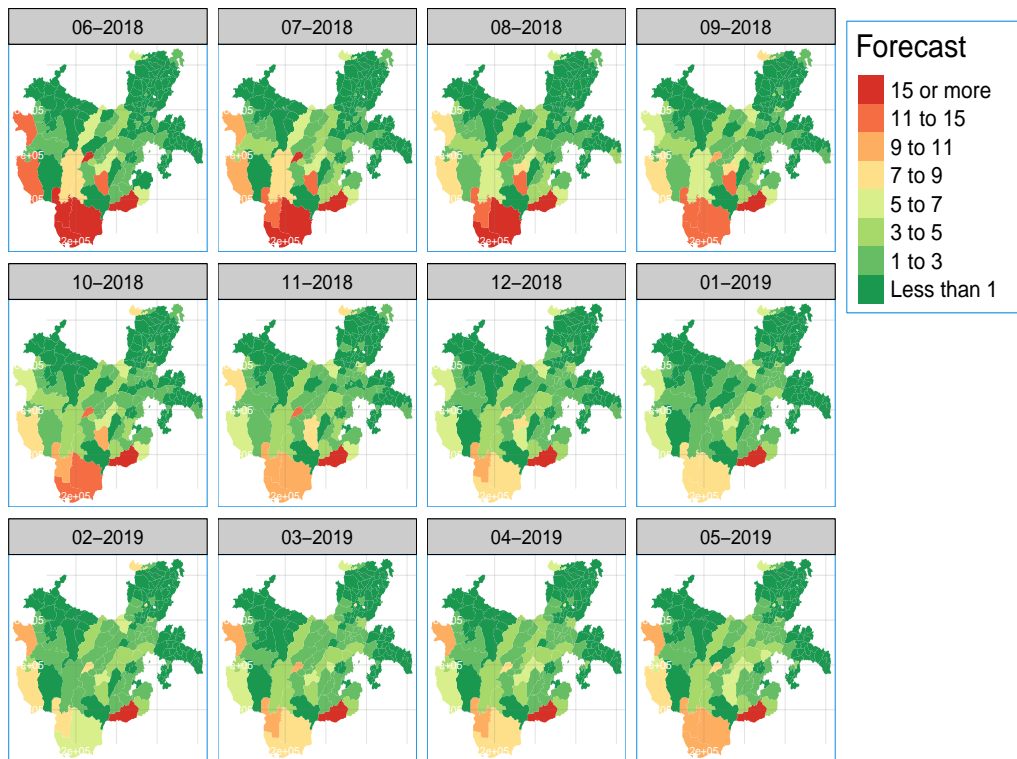 06–2018
07–2018
08–2018
09–2018
Forecast
15 or more
11 to 15
9 to 11
7 to 9
5 to 7
3 to 5
1 to 3
Less than 1
10–2018
11–2018
12–2018
01–2019
02–2019
03–2019
04–2019
05–2019